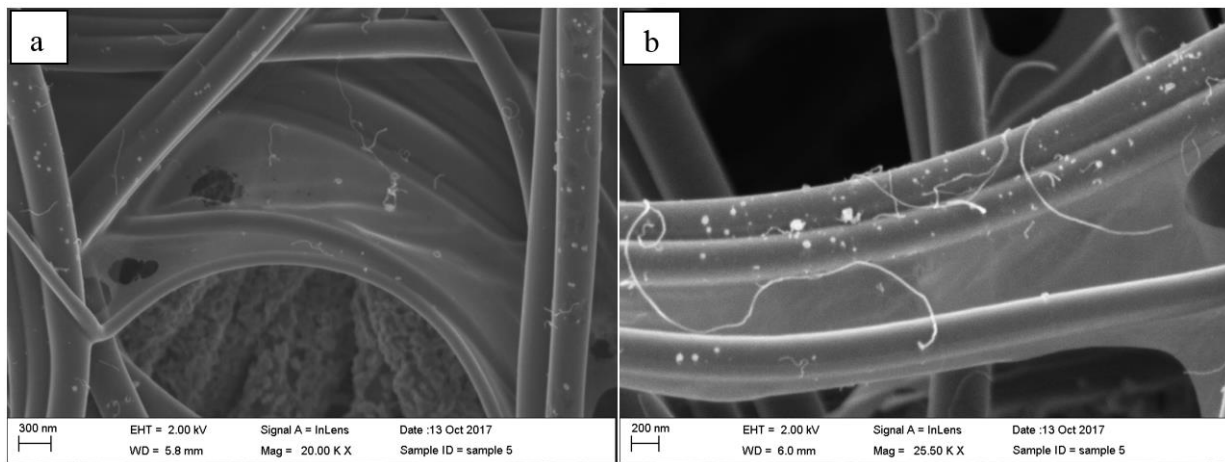 a
300 nm EHT = 2.00 kV Signal A = InLens Date :13 Oct 2017
WD = 5.8 mm Mag = 20.00 K X Sample ID = sample 5
b
200 nm EHT = 2.00 kV Signal A = InLens Date :13 Oct 2017
WD = 6.0 mm Mag = 25.50 K X Sample ID = sample 5